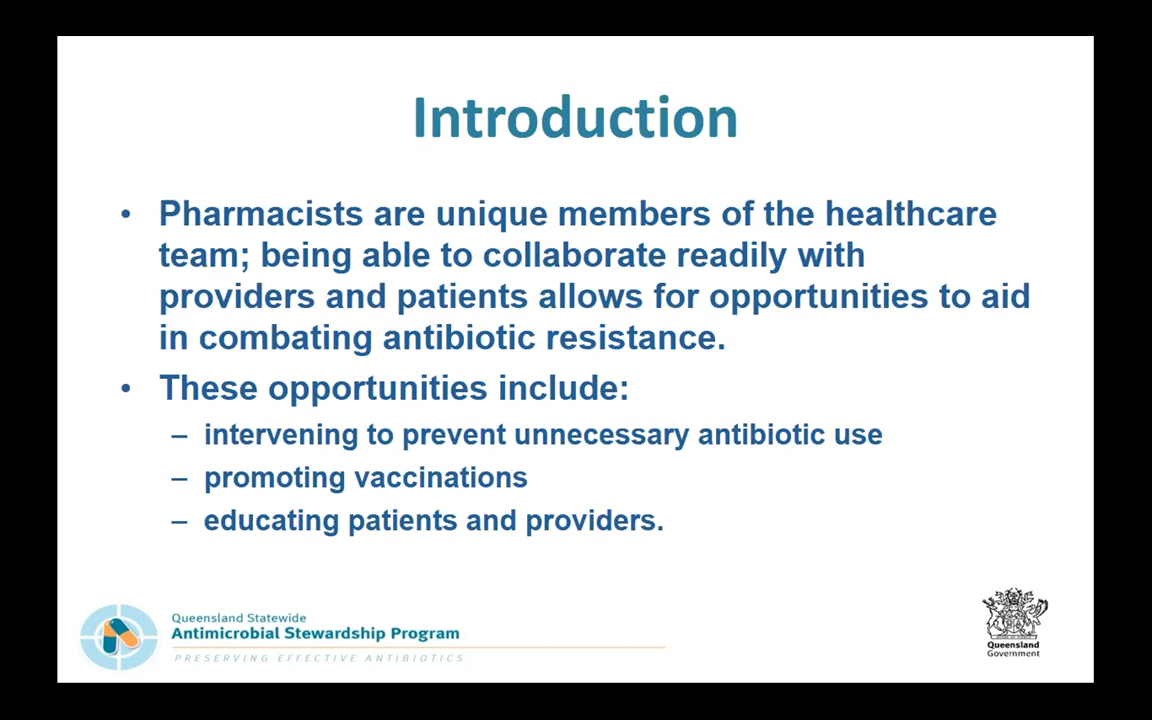 Introduction
• Pharmacists are unique members of the healthcare
team; being able to collaborate readily with
providers and patients allows for opportunities to aid
in combating antibiotic resistance.
• These opportunities include:
– intervening to prevent unnecessary antibiotic use
– promoting vaccinations
– educating patients and providers.
Queensland Statewide
Antimicrobial Stewardship Program
PRESERVING EFFECTIVE ANTIBIOTICS
Queensland
Government